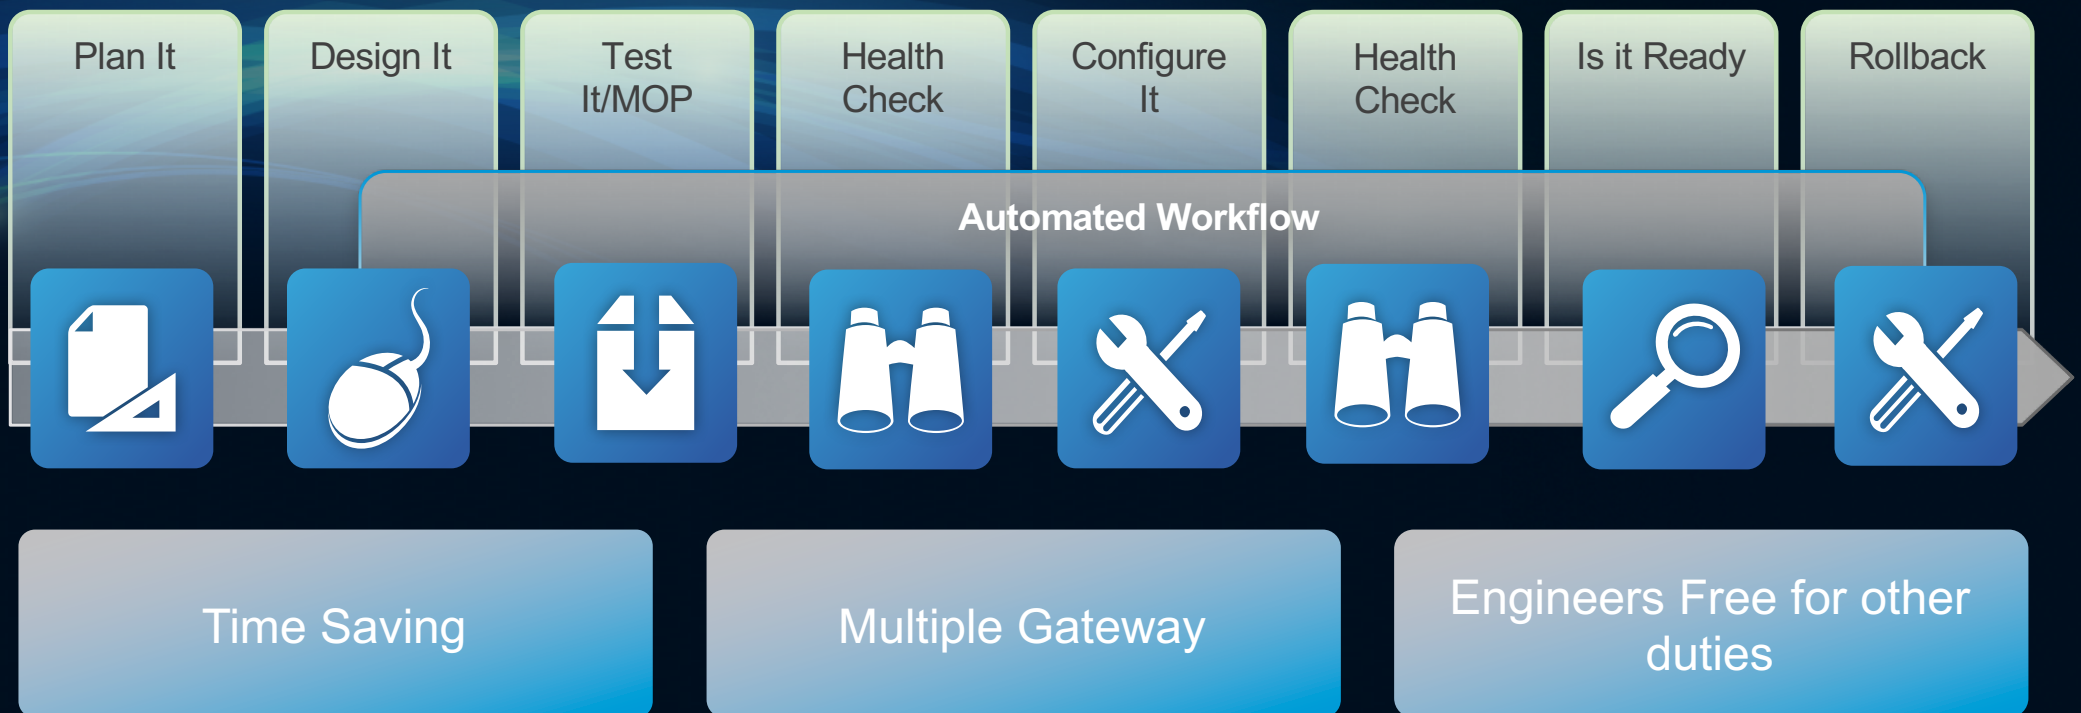 Plan It
Design It
Test
It/MOP
Health
Check
Configure
It
Health
Check
Is it Ready
Rollback
Automated Workflow
Time Saving
Multiple Gateway
Engineers Free for other
duties